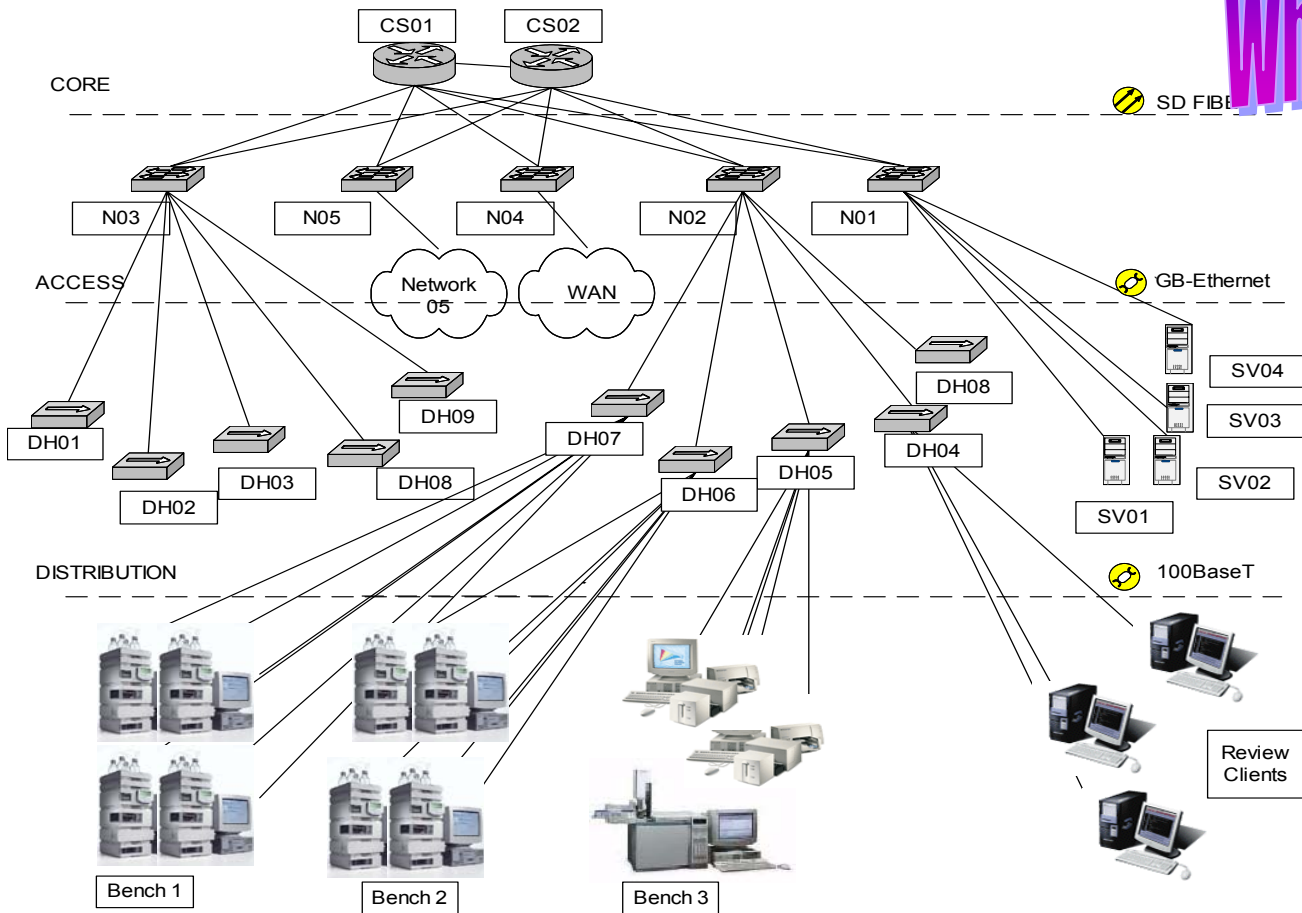 CS01
CS02
CORE
SD
N03
N05
N04
N02
N01
ACCESS
Network
05
WAN
GB-Ethernet
DH01
DH02
DH03
DH08
DH09
DH07
DH06
DH05
DH04
DH08
SV04
SV03
SV02
SV01
DISTRIBUTION
100BaseT
Review
Clients
Bench 1
Bench 2
Bench 3